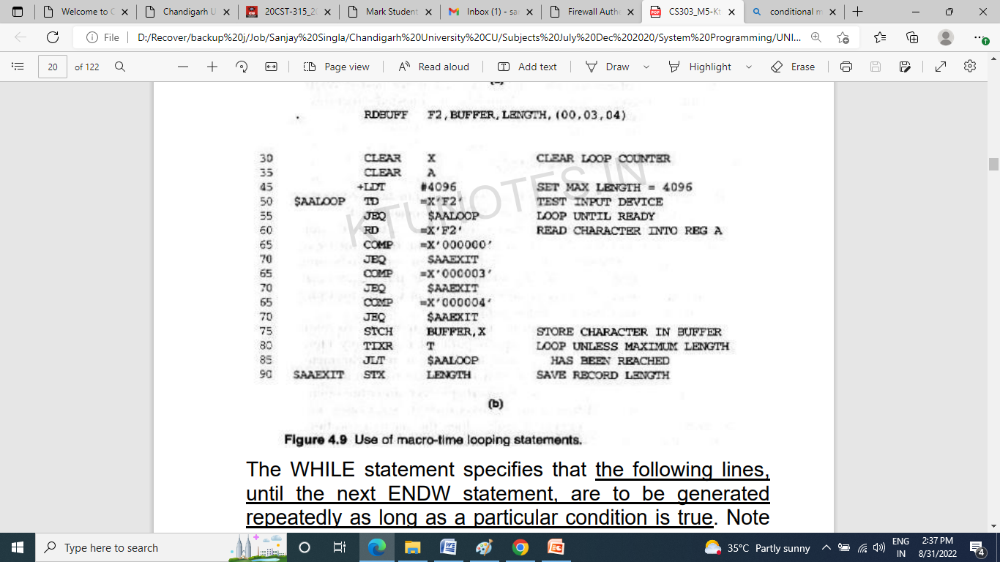 Welcome to C
Chandigarh U
20CST-315_2(
Mark Student
Inbox (1) - sa
Firewall Authe
CS303_M5-Kt
conditional m
File
D:/Recover/backup%20j/Job/Sanjay%20Singla/Chandigarh%20University%20CU/Subjects%20July%20Dec%202020/System%20Programming/UNI...
20 of 122
Page view
Read aloud
Add text
Draw
Highlight
Erase
. RDBUFF F2,BUFFER,LENGTH,(00,03,04)
30 CLEAR X CLEAR LOOP COUNTER
35 CLEAR A
45 +LDT #4096 SET MAX LENGTH = 4096
50 $AALOOP TD =X'F2' TEST INPUT DEVICE
55 JEQ $AALOOP LOOP UNTIL READY
60 RD =X'F2' READ CHARACTER INTO REG A
65 COMP =X'000000'
70 JEQ $AAEXIT
65 COMP =X'000003'
70 JEQ $AAEXIT
65 COMP =X'000004'
70 JEQ $AAEXIT
75 STCH BUFFER,X STORE CHARACTER IN BUFFER
80 TIXR T LOOP UNLESS MAXIMUM LENGTH
85 JLT $AALOOP HAS BEEN REACHED
90 $AAEXIT STX LENGTH SAVE RECORD LENGTH
KTUNOTES.IN
(b)
Figure 4.9 Use of macro-time looping statements.
The WHILE statement specifies that the following lines,
until the next ENDW statement, are to be generated
repeatedly as long as a particular condition is true. Note
Type here to search
35°C Partly sunny
ENG
IN
2:37 PM
8/31/2022
4